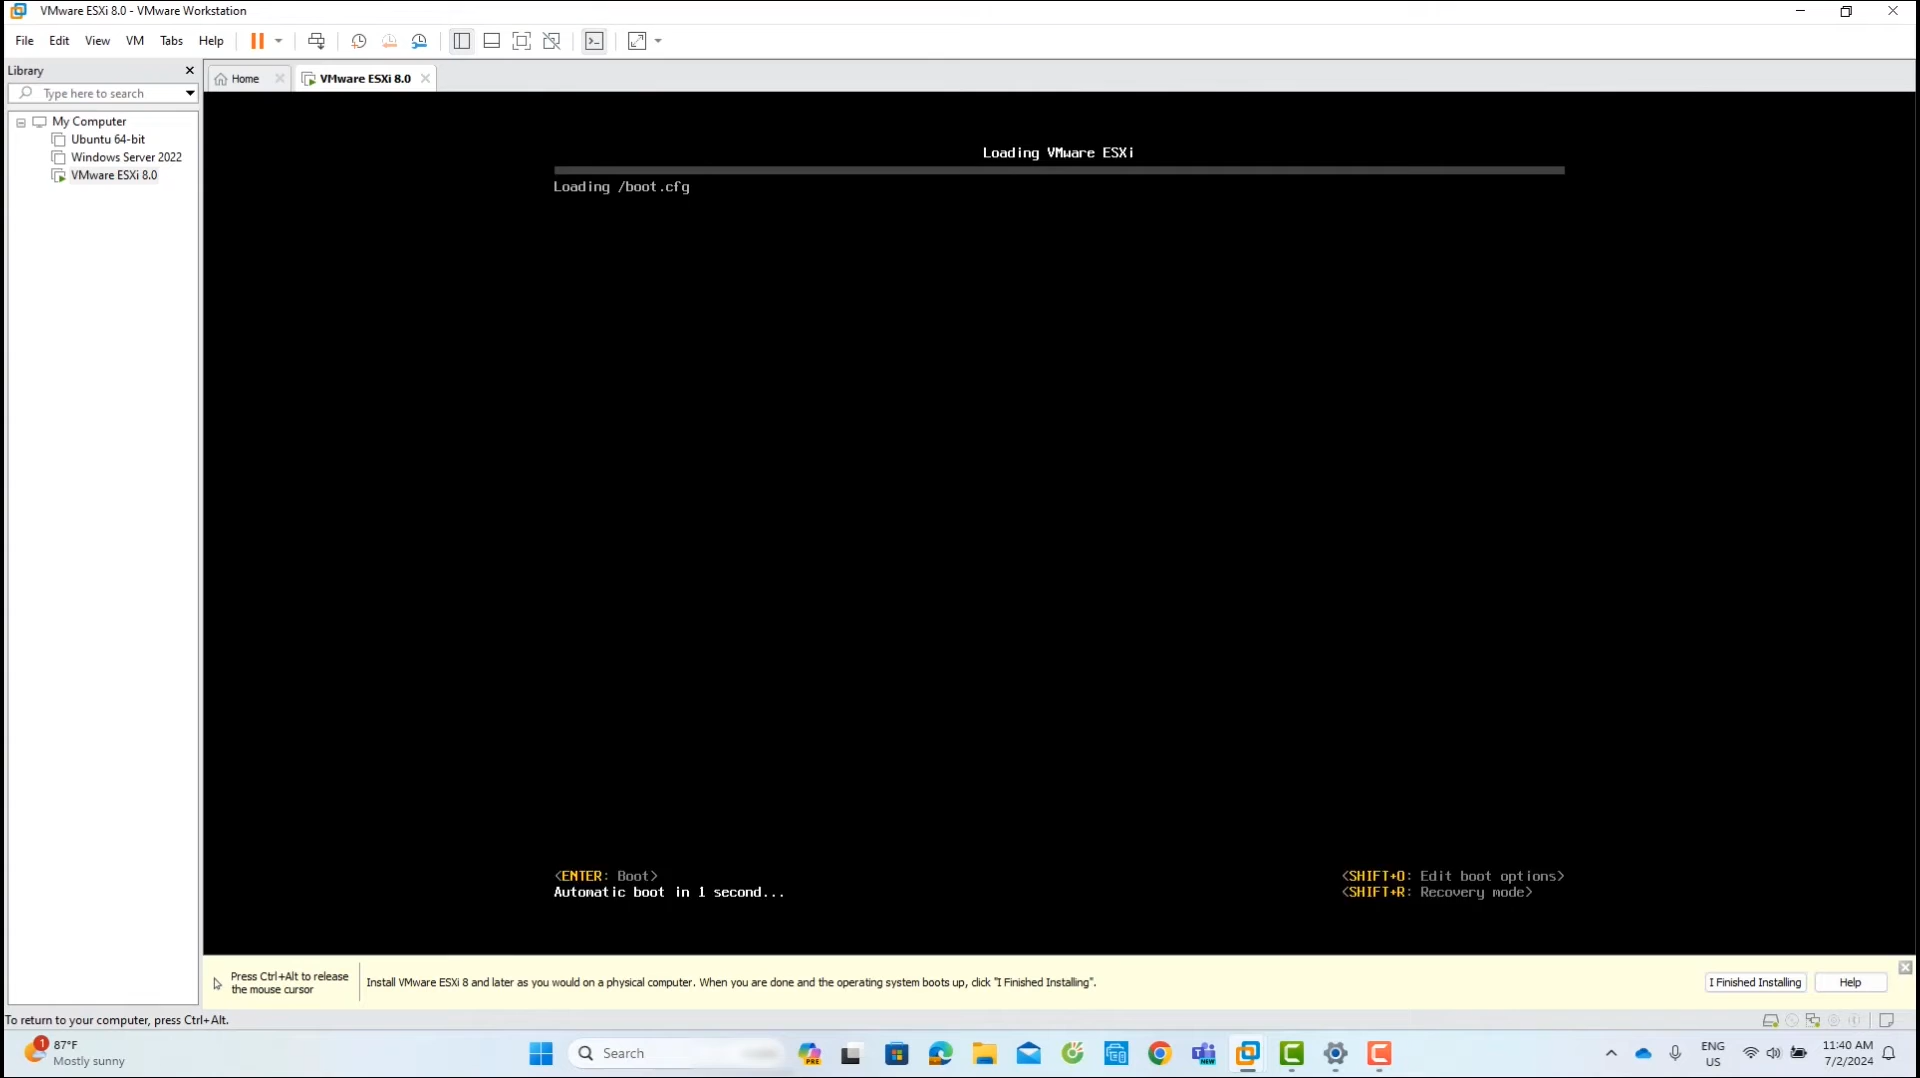 VMware ESXi 8.0 - VMware Workstation
File Edit View VM Tabs Help
Library
Type here to search
My Computer
Ubuntu 64-bit
Windows Server 2022
VMware ESXi 8.0
Home
VMware ESXi 8.0
Loading VMware ESXi
Loading /boot.cfg
<ENTER: Boot>
Automatic boot in 1 second...
<SHIFT+O: Edit boot options>
<SHIFT+R: Recovery mode>
Press Ctrl+Alt to release
the mouse cursor
Install VMware ESXi 8 and later as you would on a physical computer. When you are done and the operating system boots up, click "I Finished Installing".
I Finished Installing
Help
To return to your computer, press Ctrl+Alt.
1
87°F
Mostly sunny
Search
PRE
NEW
ENG
US
11:40 AM
7/2/2024